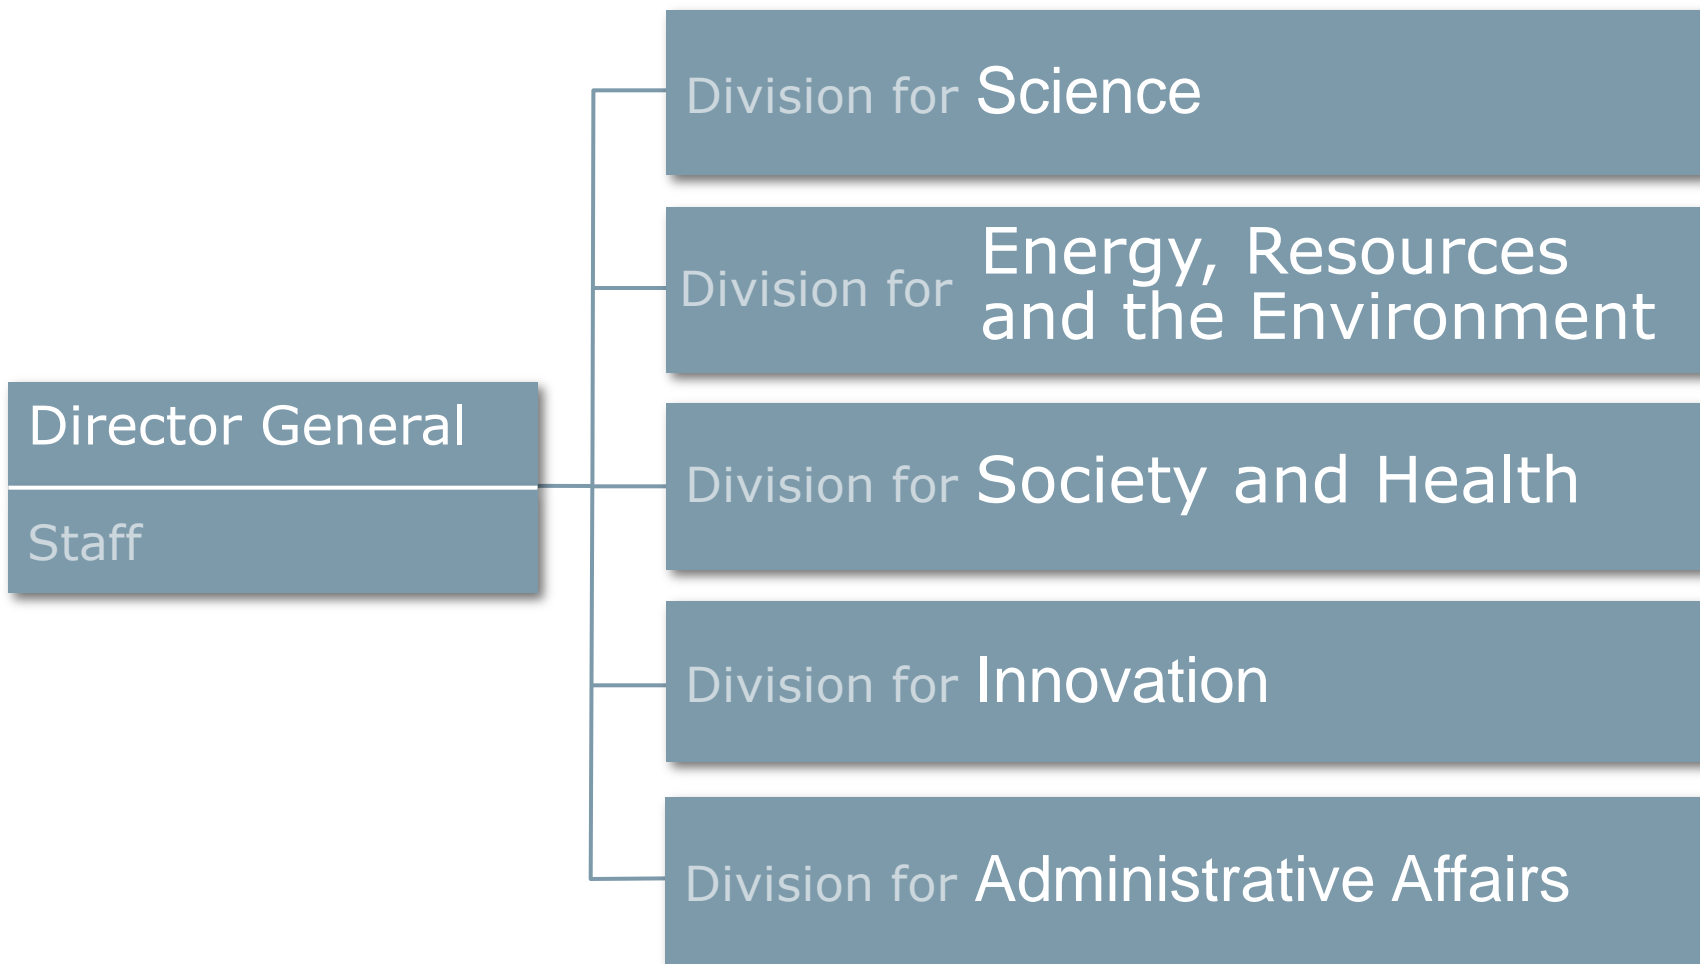 Division for Science
Division for Energy, Resources
and the Environment
Director General
Staff
Division for Society and Health
Division for Innovation
Division for Administrative Affairs